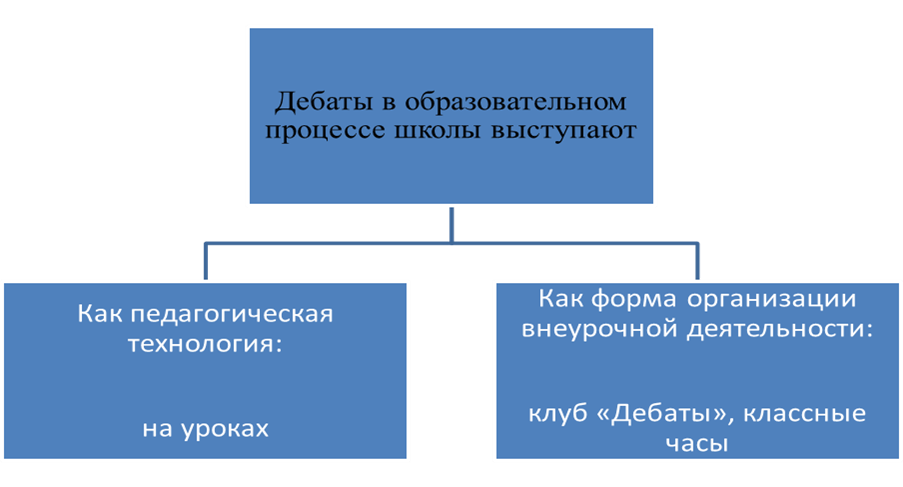 Дебаты в образовательном
процессе школы выступают
Как педагогическая
технология:
на уроках
Как форма организации
внеурочной деятельности:
клуб «Дебаты», классные
часы